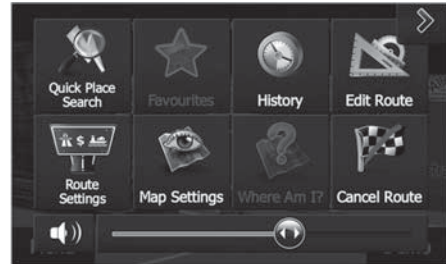 Quick Place
Search
Favourites
History
Edit Route
$
Route
Settings
Map Settings
Where Am I?
Cancel Route